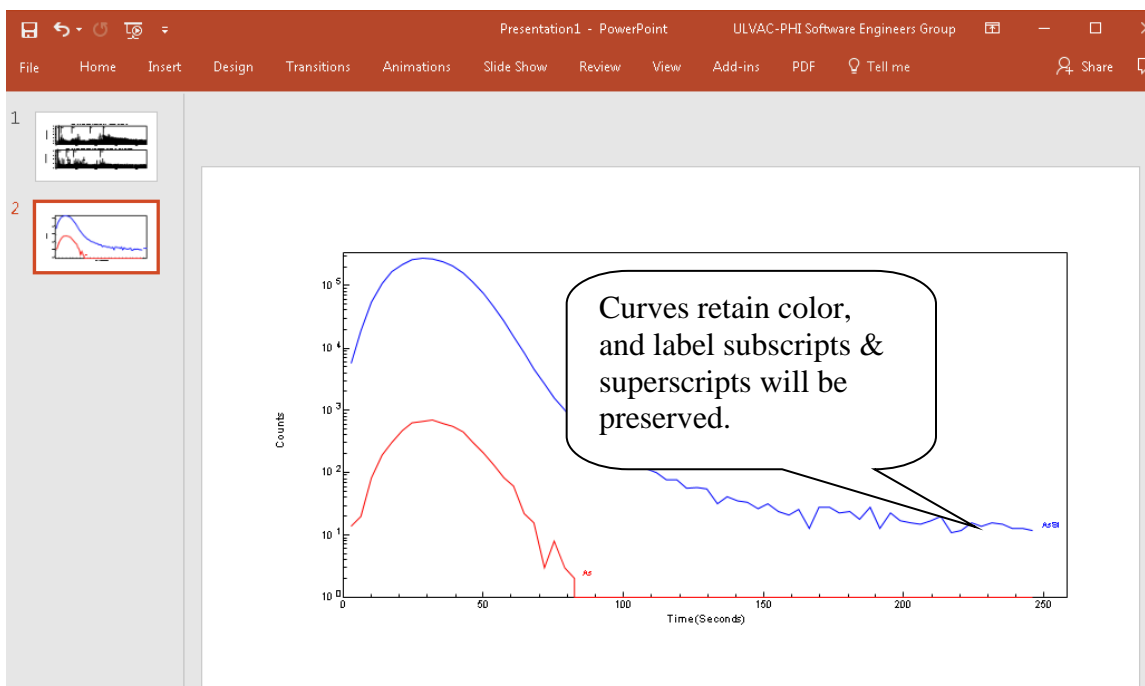 Presentation1 - PowerPoint ULVAC-PHI Software Engineers Group
File Home Insert Design Transitions Animations Slide Show Review View Add-ins PDF Tell me Share
1
2
Curves retain color,
and label subscripts &
superscripts will be
preserved.
Counts
10 5
10 4
10 3
10 2
10 1
10 0
As
AsSi
0 50 100 150 200 250
Time(Seconds)